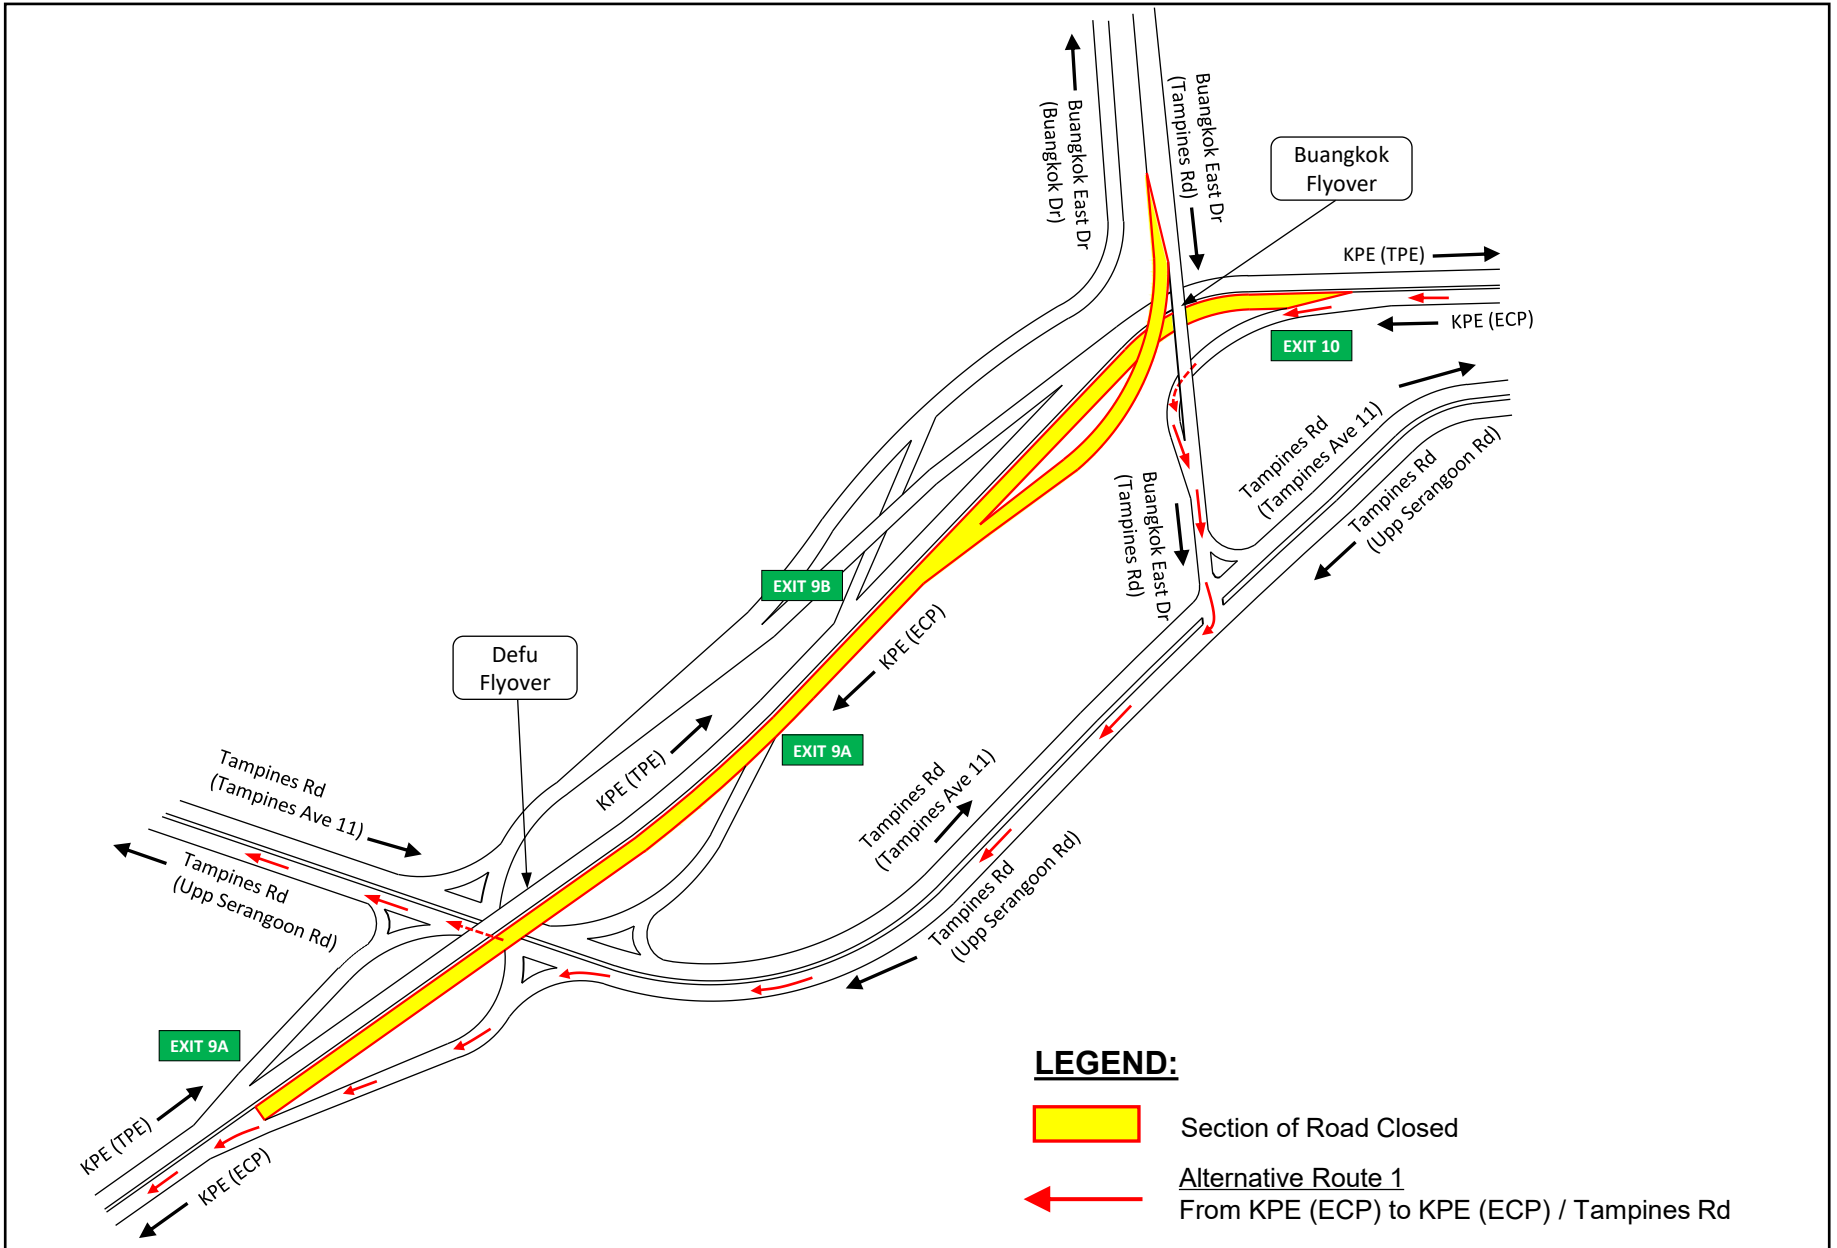 Buangkok East Dr
(Buangkok Dr)
Buangkok East Dr
(Tampines Rd)
Buangkok
Flyover
KPE (TPE)
KPE (ECP)
EXIT 10
Tampines Rd
(Tampines Ave 11)
Tampines Rd
(Upp Serangoon Rd)
Buangkok East Dr
(Tampines Rd)
EXIT 9B
KPE (ECP)
Defu
Flyover
EXIT 9A
KPE (TPE)
Tampines Rd
(Tampines Ave 11)
Tampines Rd
(Upp Serangoon Rd)
Tampines Rd
(Tampines Ave 11)
Tampines Rd
(Upp Serangoon Rd)
EXIT 9A
KPE (TPE)
KPE (ECP)
LEGEND:
Section of Road Closed
Alternative Route 1
From KPE (ECP) to KPE (ECP) / Tampines Rd